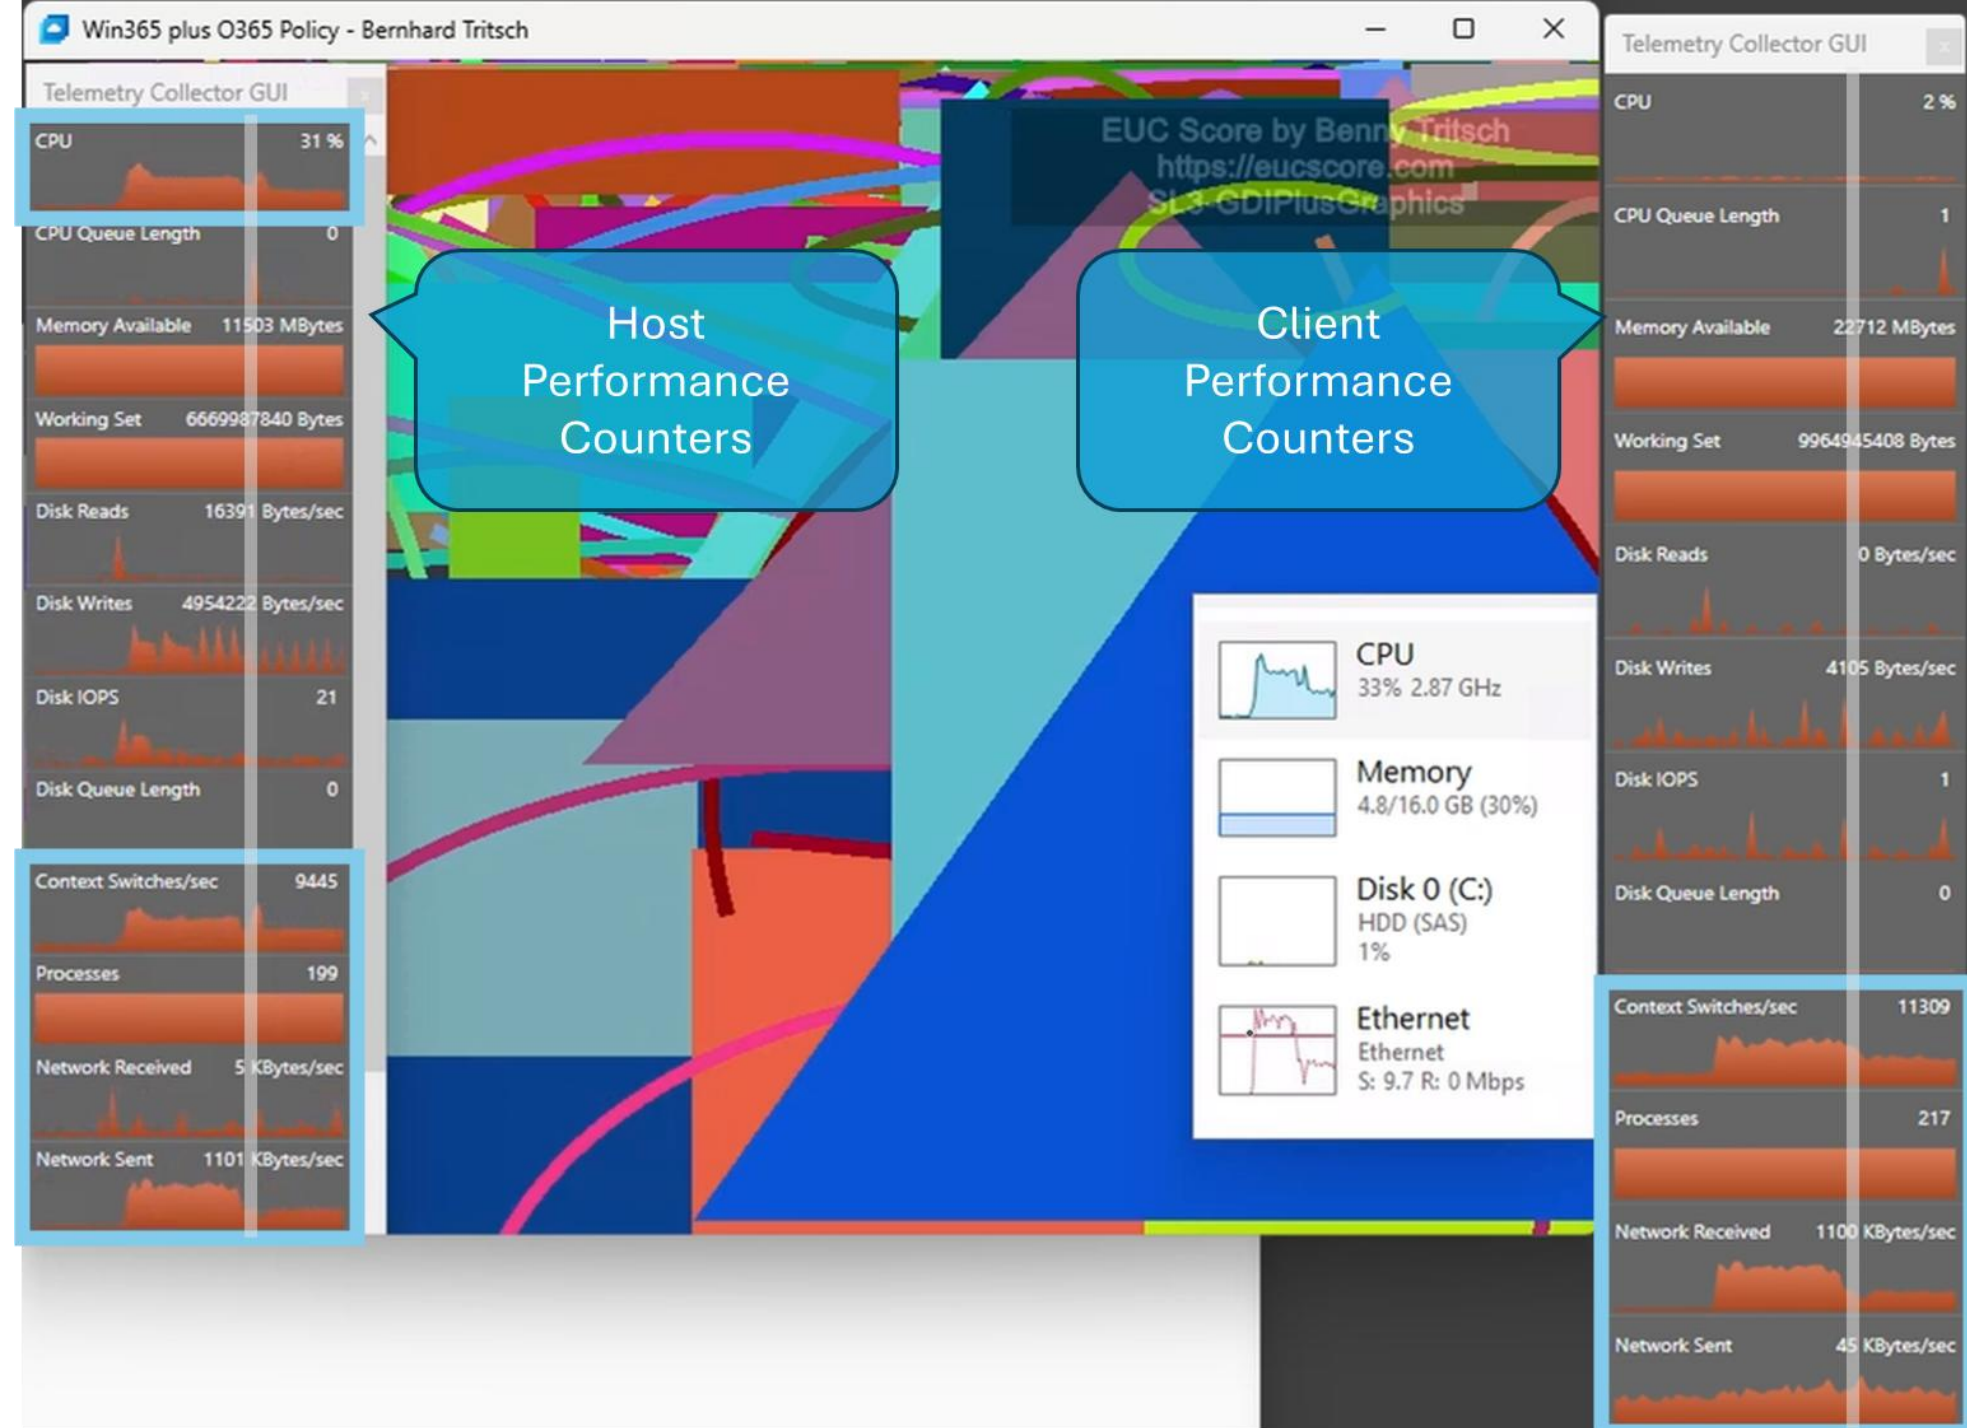 Win365 plus O365 Policy - Bernhard Tritsch
Telemetry Collector GUI
CPU 31 %
CPU Queue Length 0
Memory Available 11503 MBytes
Working Set 6669987840 Bytes
Disk Reads 16391 Bytes/sec
Disk Writes 4954222 Bytes/sec
Disk IOPS 21
Disk Queue Length 0
Context Switches/sec 9445
Processes 199
Network Received 5 KBytes/sec
Network Sent 1101 KBytes/sec
EUC Score by Benny Tritsch
https://eucscore.com
SL3-GDIPlusGraphics
Host
Performance
Counters
Client
Performance
Counters
CPU
33% 2.87 GHz
Memory
4.8/16.0 GB (30%)
Disk 0 (C:)
HDD (SAS)
1%
Ethernet
Ethernet
S: 9.7 R: 0 Mbps
Telemetry Collector GUI
CPU 2 %
CPU Queue Length 1
Memory Available 22712 MBytes
Working Set 9964945408 Bytes
Disk Reads 0 Bytes/sec
Disk Writes 4105 Bytes/sec
Disk IOPS 1
Disk Queue Length 0
Context Switches/sec 11309
Processes 217
Network Received 1100 KBytes/sec
Network Sent 45 KBytes/sec